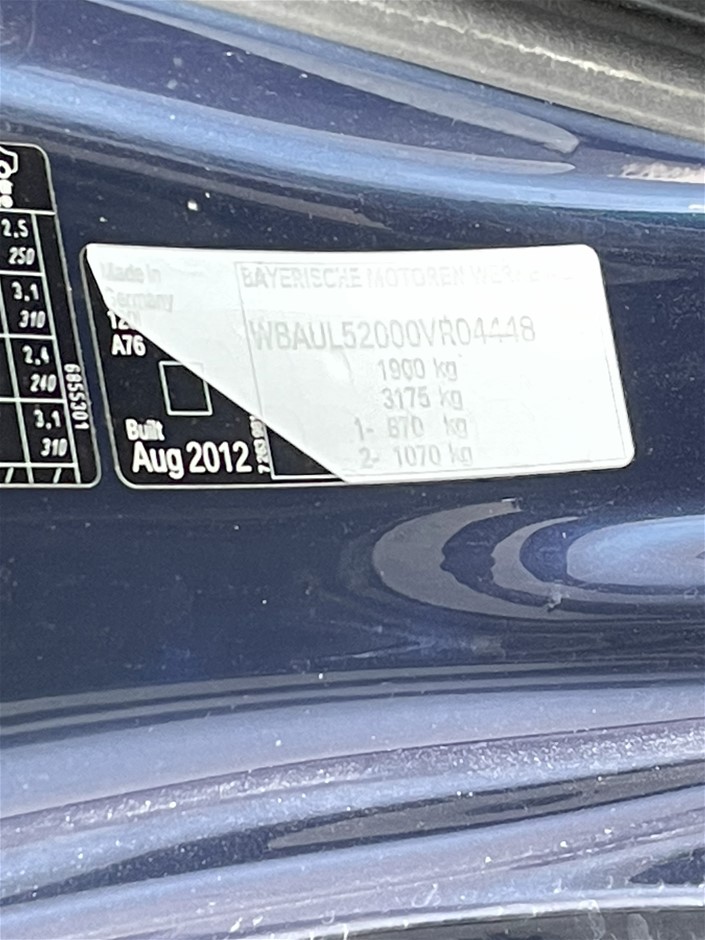 2.5
250
3.1
310
2.4
240
3.1
310
6855301
Made in
Germany
A76
Built
Aug 2012
BAYERISCHE MOTOREN
WBAUL52000VR04448
1900 kg
3175 kg
1- 870 kg
2- 1070 kg